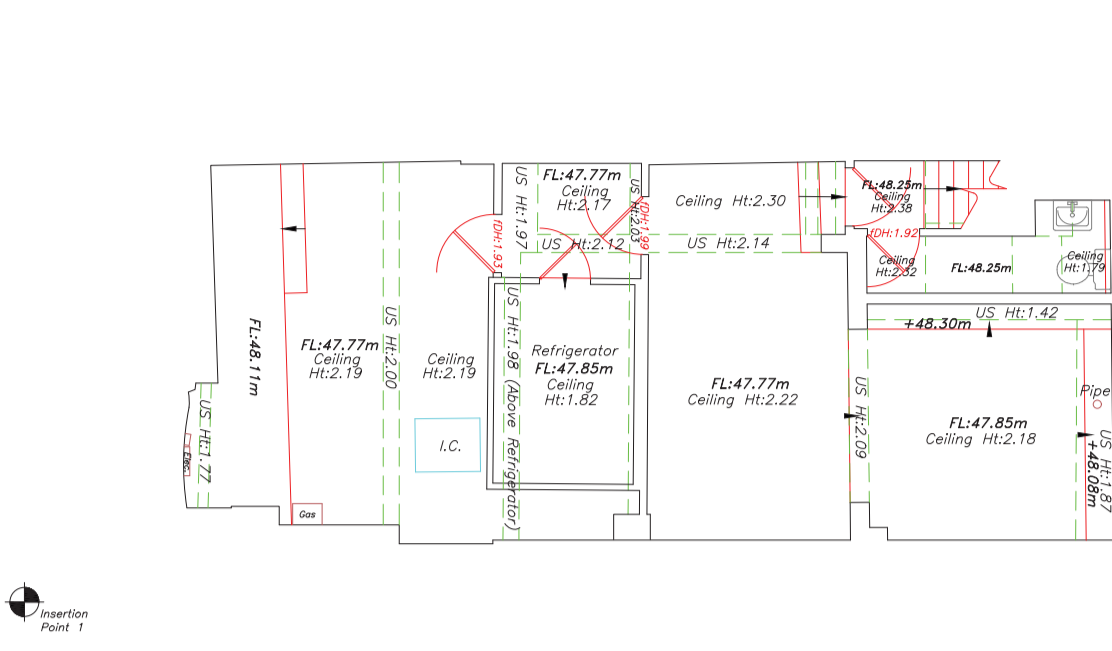 US Ht:1.77
Elec.
FL:48.11m
FL:47.77m
Ceiling
Ht:2.19
Gas
US Ht:2.00
Ceiling
Ht:2.19
I.C.
fDH:1.93
US Ht:1.97
FL:47.77m
Ceiling
Ht:2.17
US Ht:2.03
fDH:1.99
US Ht:2.12
US Ht:1.98 (Above Refrigerator)
Refrigerator
FL:47.85m
Ceiling
Ht:1.82
Ceiling Ht:2.30
US Ht:2.14
FL:47.77m
Ceiling Ht:2.22
FL:48.25m
Ceiling
Ht:2.38
fDH:1.92
Ceiling
Ht:2.32
FL:48.25m
Ceiling
Ht:1.79
US Ht:1.42
+48.30m
US Ht:2.09
FL:47.85m
Ceiling Ht:2.18
Pipe
US Ht:1.87
+48.08m
Insertion
Point 1